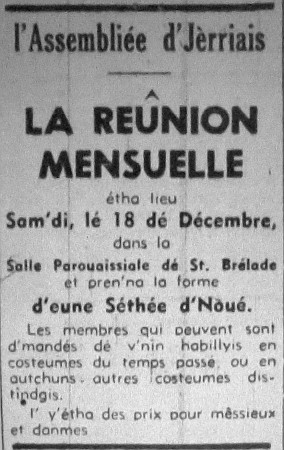 l'Assembliée d'Jèrriais
LA REÛNION
MENSUELLE
étha lieu
Sam'di, lé 18 dé Décembre,
dans la
Salle Parouaissiale dé St. Brélade
et pren'na la forme
d'eune Séthée d'Noué.
Les membres qui peuvent sont
d'mandés dé v'nin habillyis en
costeumes du temps passé, ou en
autchuns autres costeumes dis-
tindgis.
I' y'étha des prix pour mêssieux
et danmes